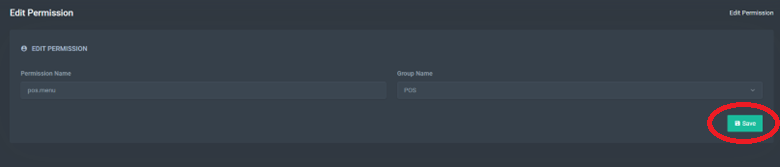 Edit Permission
Edit Permission
EDIT PERMISSION
Permission Name
Group Name
pos.menu
POS
Save